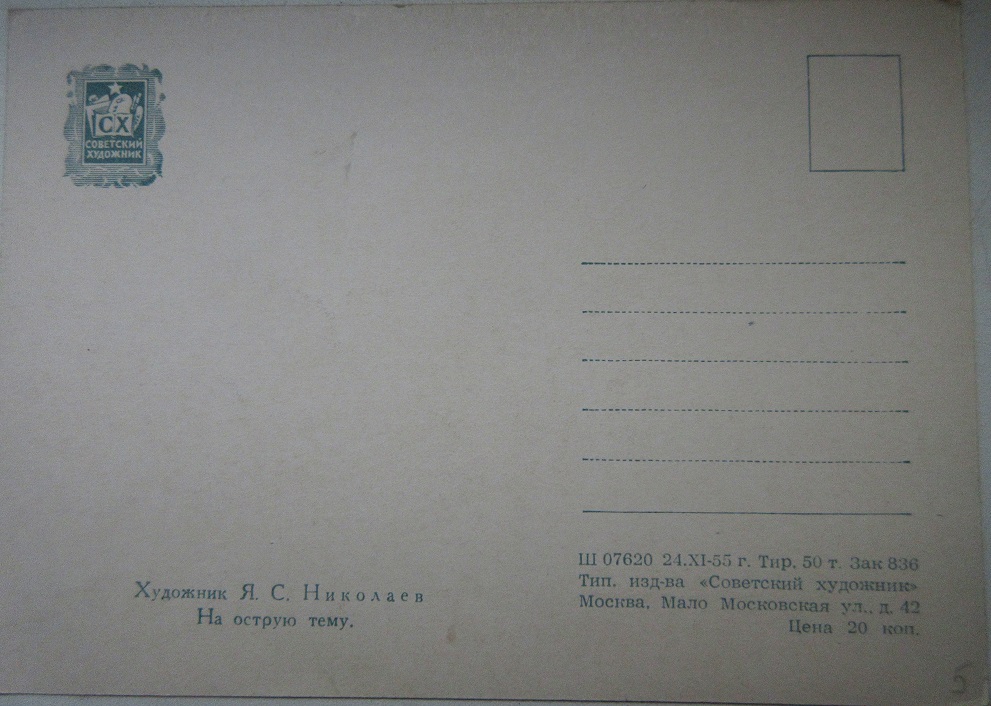 СХ
СОВЕТСКИЙ
ХУДОЖНИК
Художник Я. С. Николаев
На острую тему.
Ш 07620 24.XI-55 г. Тир. 50 т. Зак 836
Тип. изд-ва «Советский художник»
Москва, Мало Московская ул., д. 42
Цена 20 коп.
5